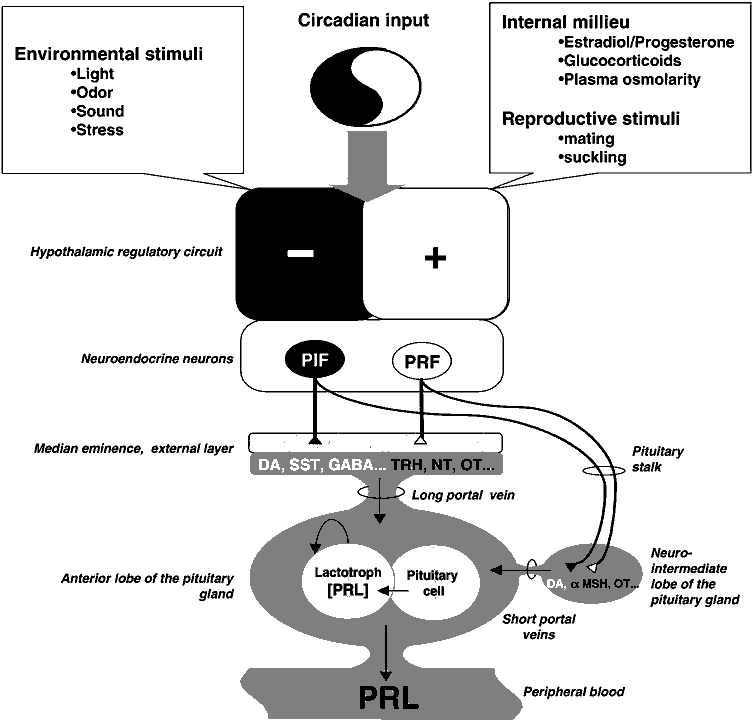 Circadian input
Environmental stimuli
•Light
•Odor
•Sound
•Stress
Internal millieu
•Estradiol/Progesterone
•Glucocorticoids
•Plasma osmolarity
Reproductive stimuli
•mating
•suckling
Hypothalamic regulatory circuit
−
+
Neuroendocrine neurons
PIF
PRF
Median eminence, external layer
DA, SST, GABA... TRH, NT, OT...
Pituitary
stalk
Long portal vein
Anterior lobe of the pituitary
gland
Lactotroph
[PRL]
Pituitary
cell
DA, α MSH, OT...
Neuro-
intermediate
lobe of the
pituitary gland
Short portal
veins
PRL
Peripheral blood